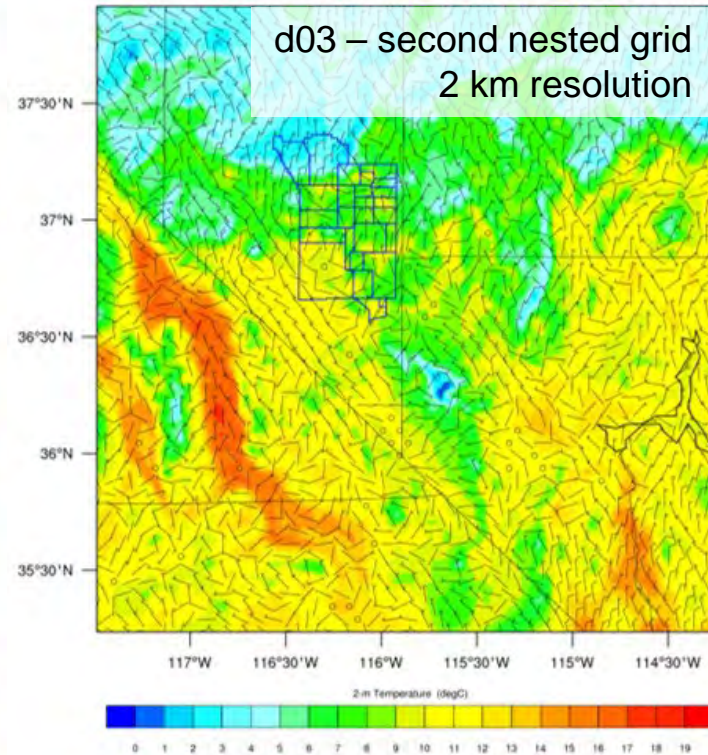 d03 – second nested grid
2 km resolution
37°30'N
37°N
36°30'N
36°N
35°30'N
117°W 116°30'W 116°W 115°30'W 115°W 114°30'W
2-m Temperature (degC)
0 1 2 3 4 5 6 7 8 9 10 11 12 13 14 15 16 17 18 19